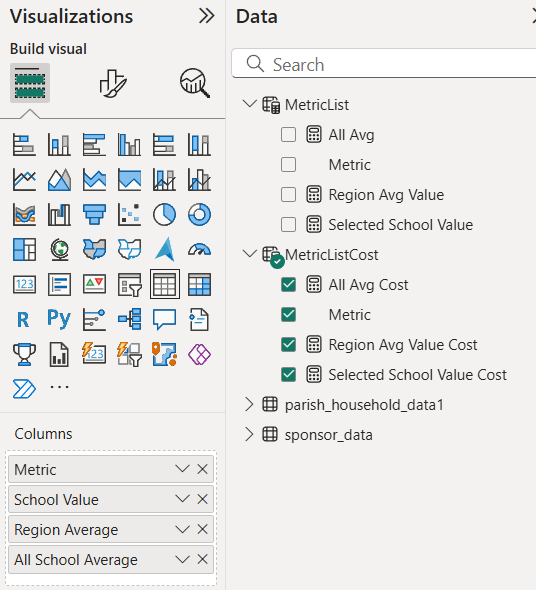 Visualizations
Build visual
123
R
Py
123
Columns
Metric
School Value
Region Average
All School Average
Data
Search
MetricList
All Avg
Metric
Region Avg Value
Selected School Value
MetricListCost
All Avg Cost
Metric
Region Avg Value Cost
Selected School Value Cost
parish_household_data1
sponsor_data